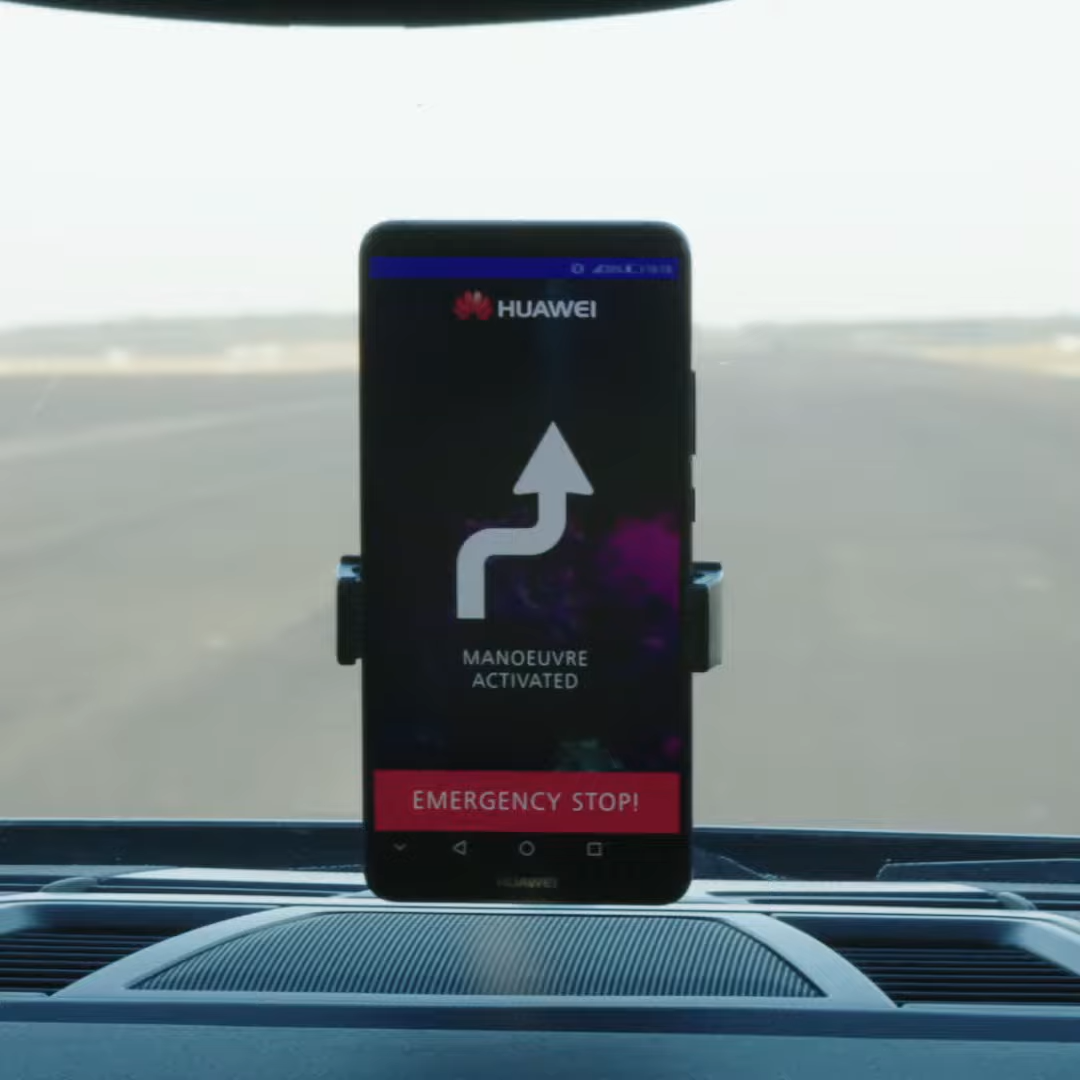 HUAWEI
MANOEUVRE
ACTIVATED
EMERGENCY STOP!
HUAWEI